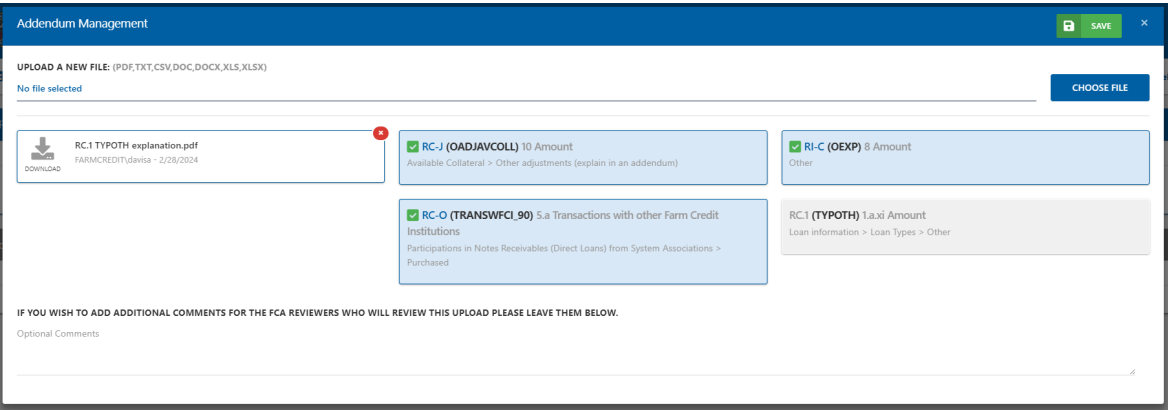 Addendum Management
SAVE
×
UPLOAD A NEW FILE: (PDF,TXT,CSV,DOC,DOCX,XLS,XLSX)
No file selected
CHOOSE FILE
DOWNLOAD
RC.1 TYPOTH explanation.pdf
FARMCREDIT\davisa - 2/28/2024
RC-J (OADJAVCOLL) 10 Amount
Available Collateral > Other adjustments (explain in an addendum)
RI-C (OEXP) 8 Amount
Other
RC-O (TRANSWFCI_90) 5.a Transactions with other Farm Credit
Institutions
Participations in Notes Receivables (Direct Loans) from System Associations >
Purchased
RC.1 (TYPOTH) 1.a.xi Amount
Loan information > Loan Types > Other
IF YOU WISH TO ADD ADDITIONAL COMMENTS FOR THE FCA REVIEWERS WHO WILL REVIEW THIS UPLOAD PLEASE LEAVE THEM BELOW.
Optional Comments